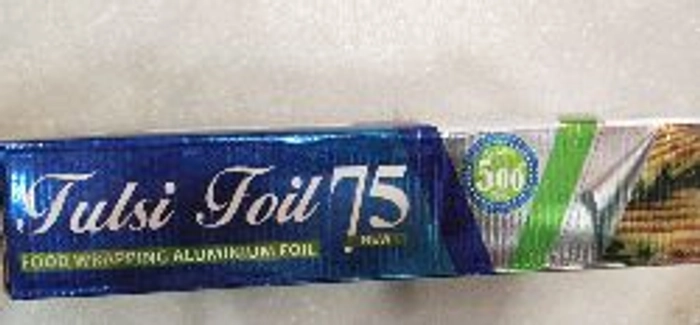 Tulsi Foil 75
FOOD WRAPPING ALUMINIUM FOIL
500